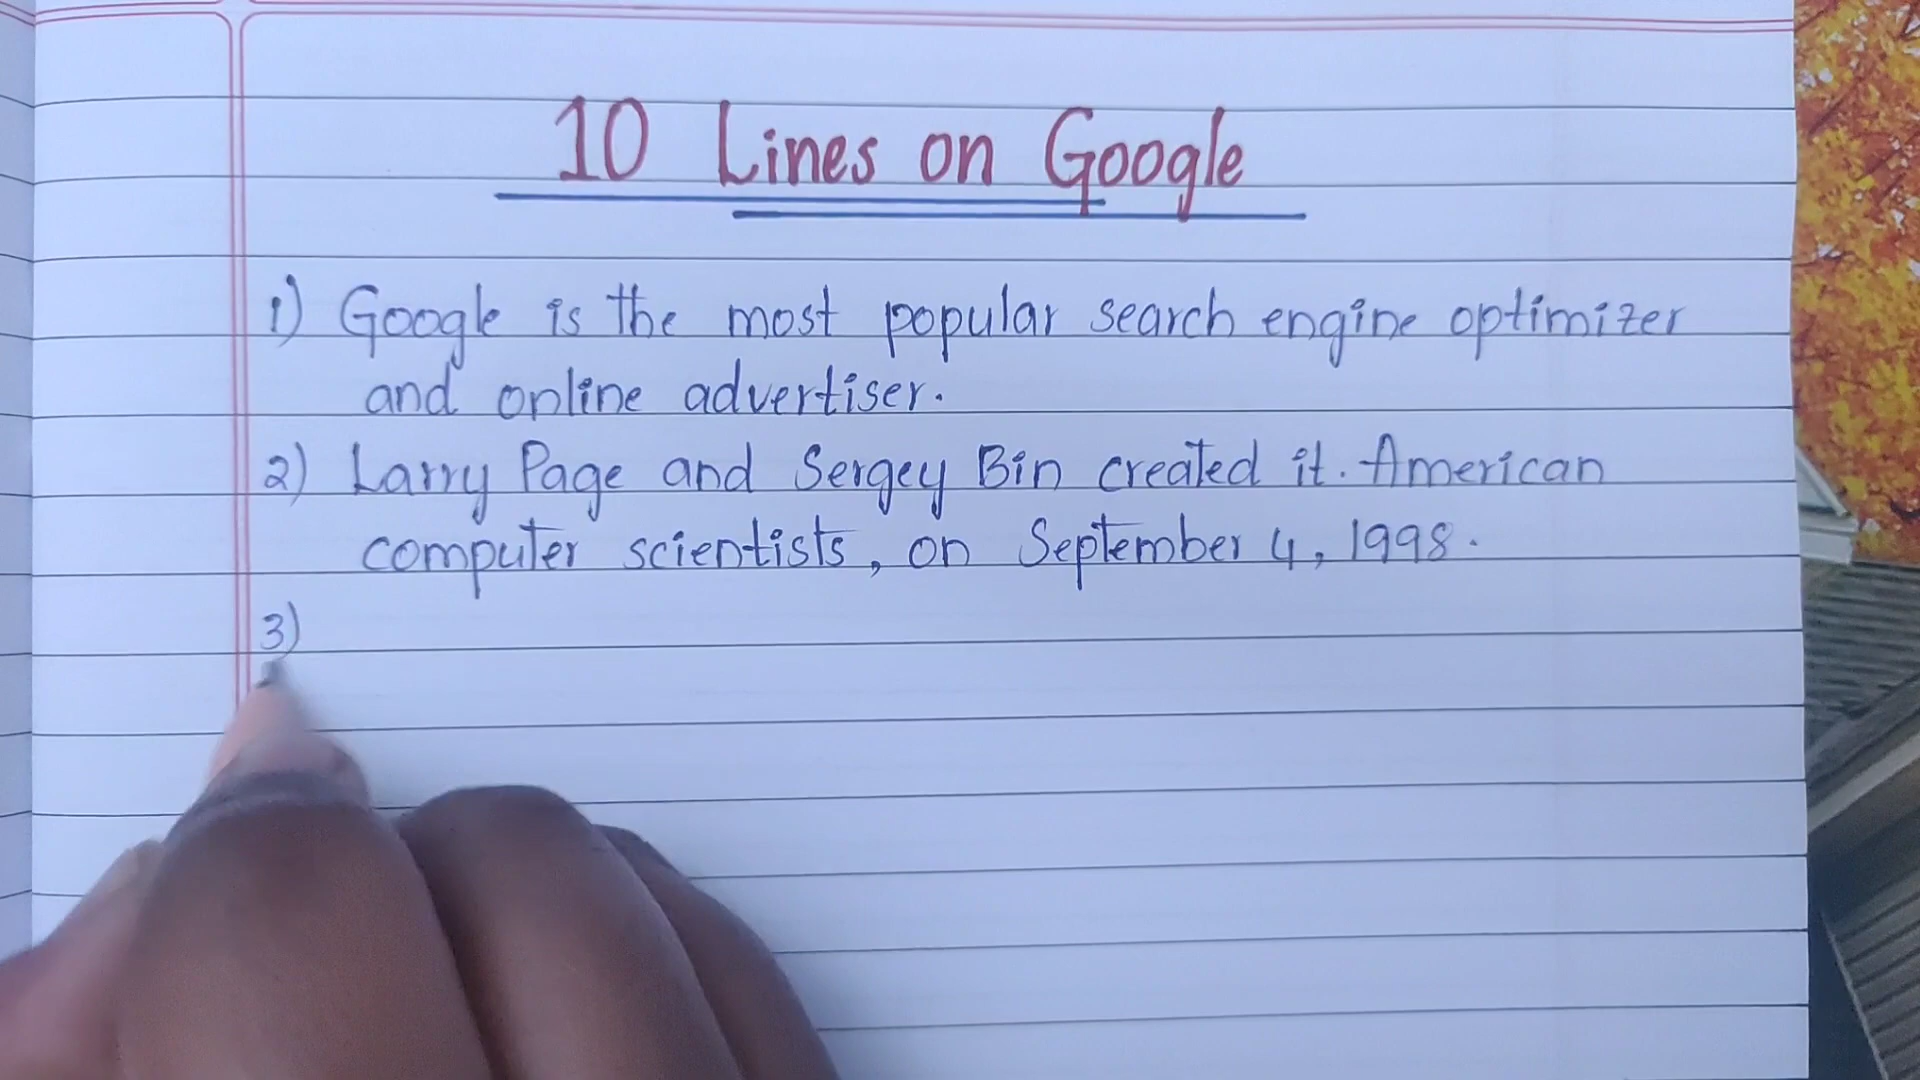 10 Lines on Google
1) Google is the most popular search engine optimizer
and online advertiser.
2) Larry Page and Sergey Bin created it. American
computer scientists, on September 4, 1998.
3)